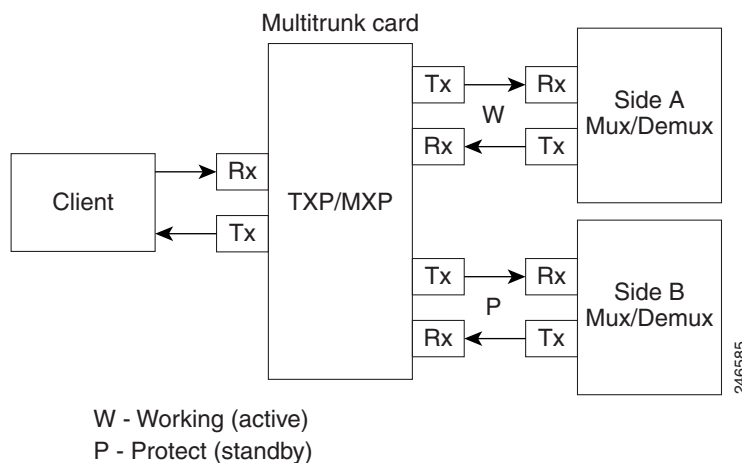 Multitrunk card
Tx
Rx
W
Rx
Tx
Side A
Mux/Demux
Client
Rx
Tx
TXP/MXP
Tx
Rx
P
Rx
Tx
Side B
Mux/Demux
246585
W - Working (active)
P - Protect (standby)